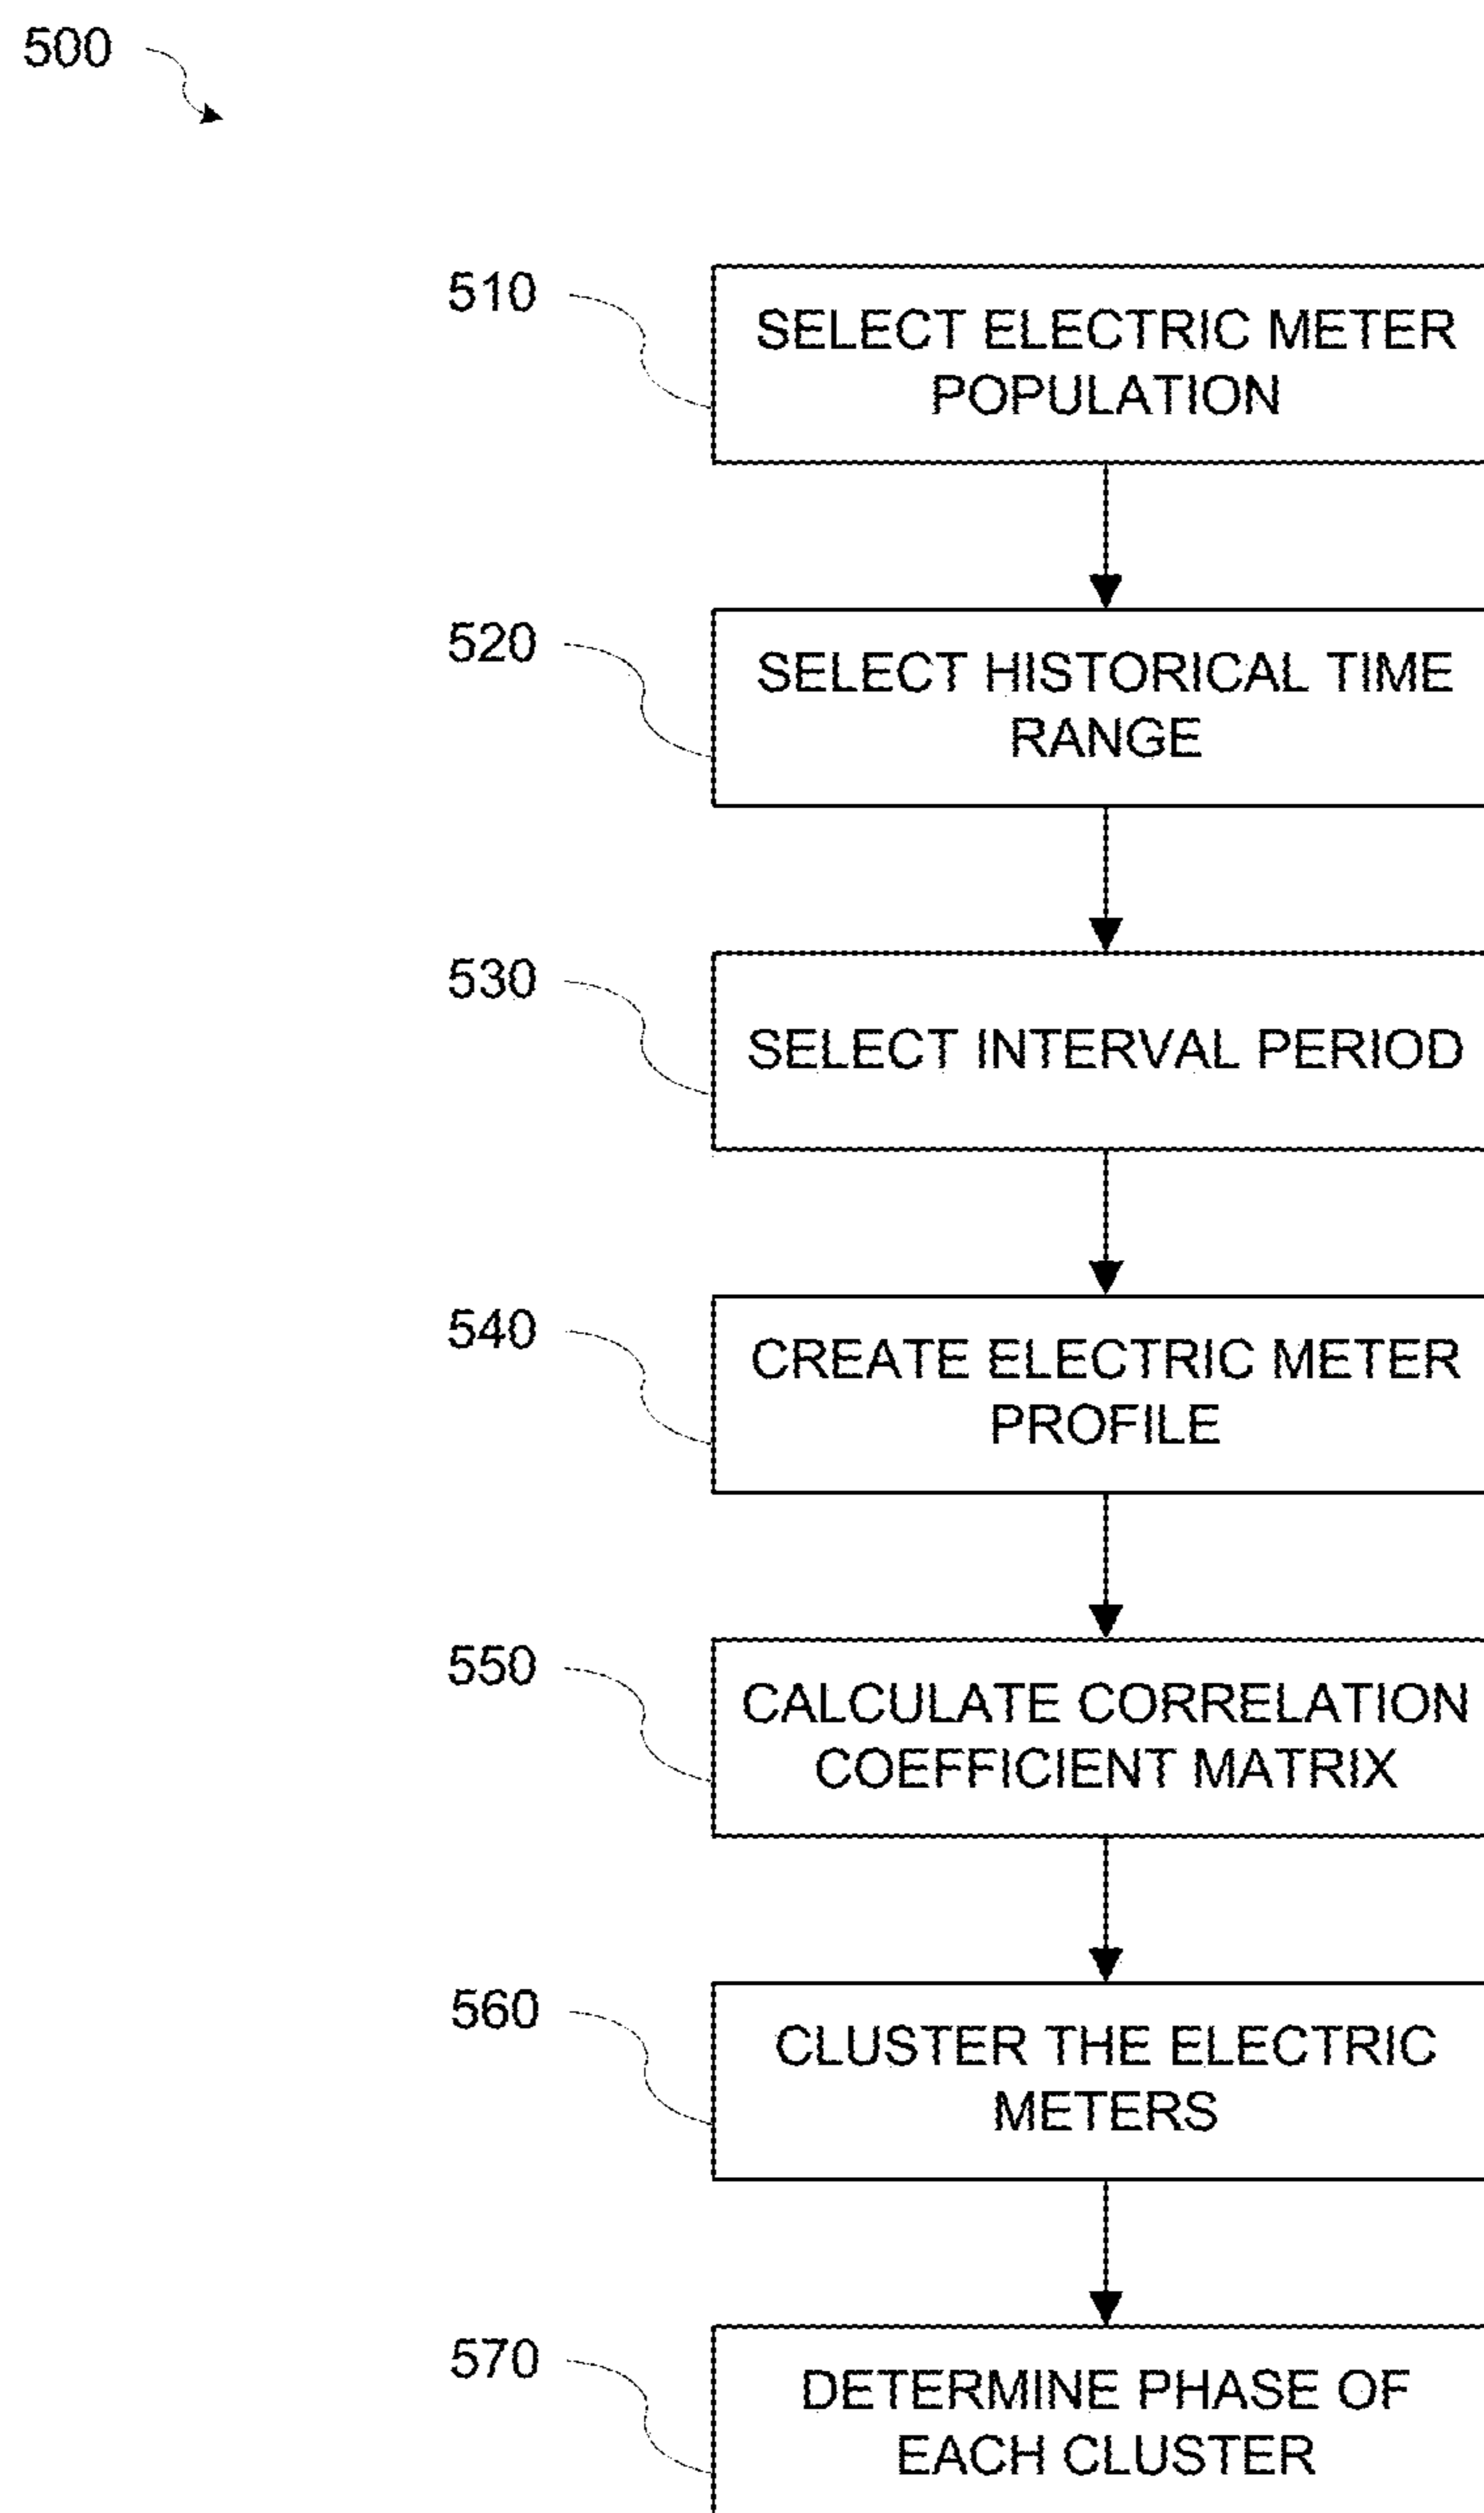 500
510
SELECT ELECTRIC METER
POPULATION
520
SELECT HISTORICAL TIME
RANGE
530
SELECT INTERVAL PERIOD
540
CREATE ELECTRIC METER
PROFILE
550
CALCULATE CORRELATION
COEFFICIENT MATRIX
560
CLUSTER THE ELECTRIC
METERS
570
DETERMINE PHASE OF
EACH CLUSTER